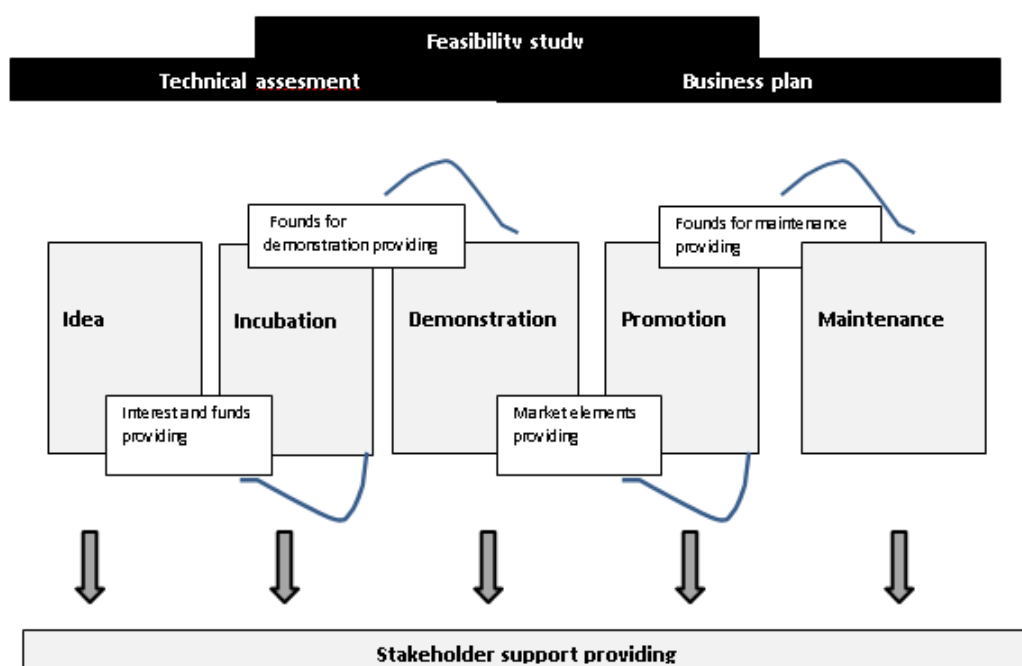 Feasibility study
Technical assesment
Business plan
Founds for
demonstration providing
Founds for maintenance
providing
Idea
Incubation
Demonstration
Promotion
Maintenance
Interest and funds
providing
Market elements
providing
Stakeholder support providing